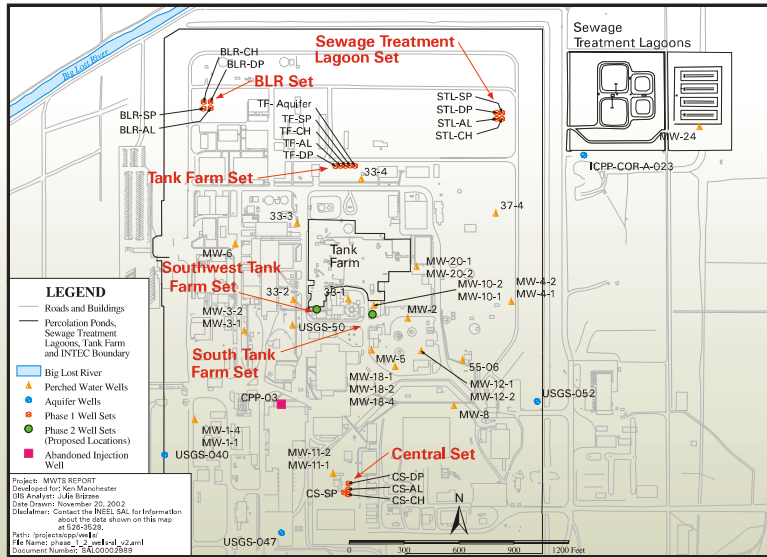 Sewage
Treatment Lagoons
Sewage Treatment
Lagoon Set
BLR-CH
BLR-DP
BLR Set
Big Lost River
BLR-SP
BLR-AL
TF- Aquifer
TF-SP
TF-CH
TF-AL
TF-DP
STL-SP
STL-DP
STL-AL
STL-CH
MW-24
ICPP-COR-A-023
Tank Farm Set
33-4
37-4
33-3
MW-6
Tank
Farm
MW-20-1
MW-20-2
Southwest Tank
Farm Set
MW-10-2
MW-10-1
MW-4-2
MW-4-1
33-2
33-1
MW-2
MW-3-2
MW-3-1
USGS-50
South Tank
Farm Set
MW-5
55-06
MW-18-1
MW-18-2
MW-18-4
MW-12-1
MW-12-2
USGS-052
CPP-03
MW-8
MW-1-4
MW-1-1
USGS-040
MW-11-2
MW-11-1
Central Set
CS-DP
CS-AL
CS-CH
CS-SP
USGS-047
N
0 400 800 1200 Feet
LEGEND
Roads and Buildings
Percolation Ponds,
Sewage Treatment
Lagoons, Tank Farm
and INTEC Boundary
Big Lost River
Perched Water Wells
Aquifer Wells
Phase 1 Well Sets
Phase 2 Well Sets
(Proposed Locations)
Abandoned Injection
Well
Project: MWTS REPORT
Developed for: Ken Manchester
GIS Analyst: Julie Brizzee
Date Drawn: November 20, 2002
Disclaimer: Contact the INEEL SAL for Information
about the data shown on this map
at 526-3529.
Path: /projects/cpp/wells/
File Name: phase_1_2_wells-al_v2.aml
Document Number: SAL00002989